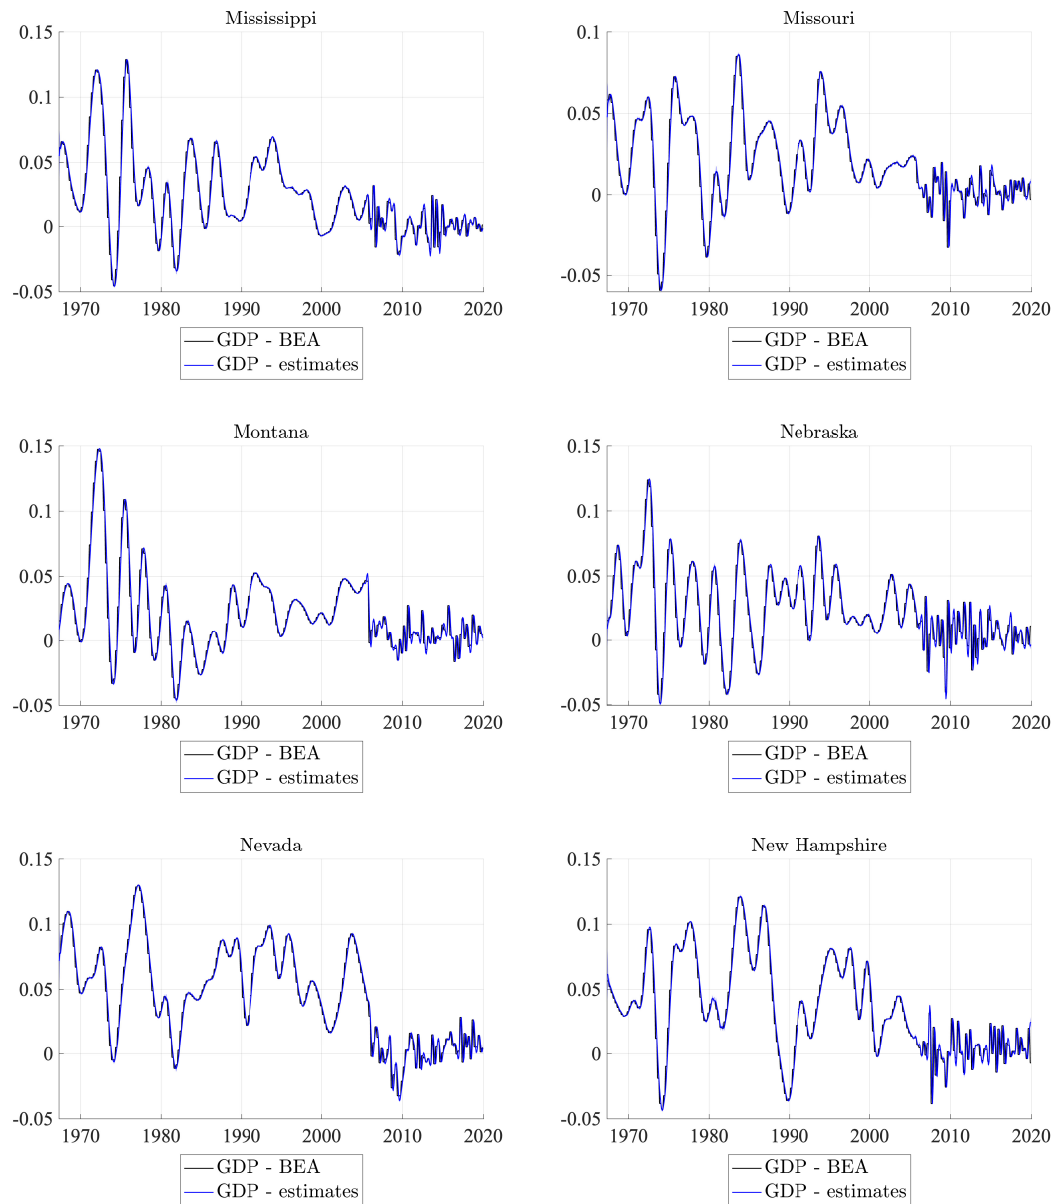 Mississippi
0.15
0.1
0.05
0
-0.05
1970 1980 1990 2000 2010 2020
GDP - BEA
GDP - estimates
Missouri
0.1
0.05
0
-0.05
1970 1980 1990 2000 2010 2020
GDP - BEA
GDP - estimates
Montana
0.15
0.1
0.05
0
-0.05
1970 1980 1990 2000 2010 2020
GDP - BEA
GDP - estimates
Nebraska
0.15
0.1
0.05
0
-0.05
1970 1980 1990 2000 2010 2020
GDP - BEA
GDP - estimates
Nevada
0.15
0.1
0.05
0
-0.05
1970 1980 1990 2000 2010 2020
GDP - BEA
GDP - estimates
New Hampshire
0.15
0.1
0.05
0
-0.05
1970 1980 1990 2000 2010 2020
GDP - BEA
GDP - estimates